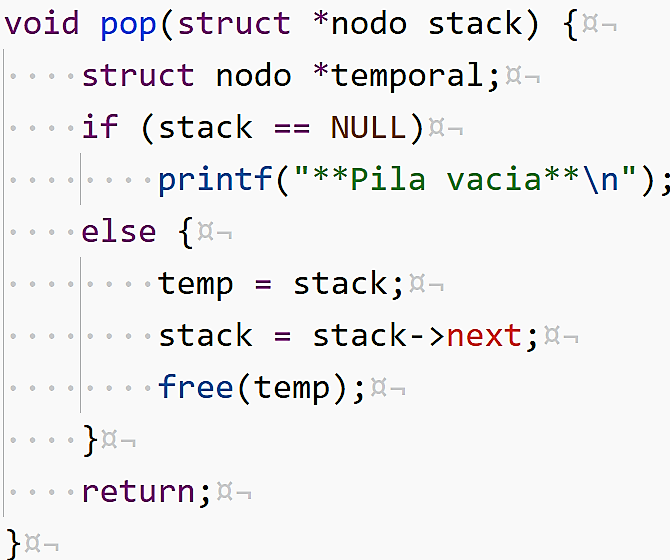 void pop(struct *nodo stack) {¤¬
····struct nodo *temporal;¤¬
····if (stack == NULL)¤¬
········printf("**Pila vacia**\n");
····else {¤¬
········temp = stack;¤¬
········stack = stack->next;¤¬
········free(temp);¤¬
····}¤¬
····return;¤¬
}¤¬